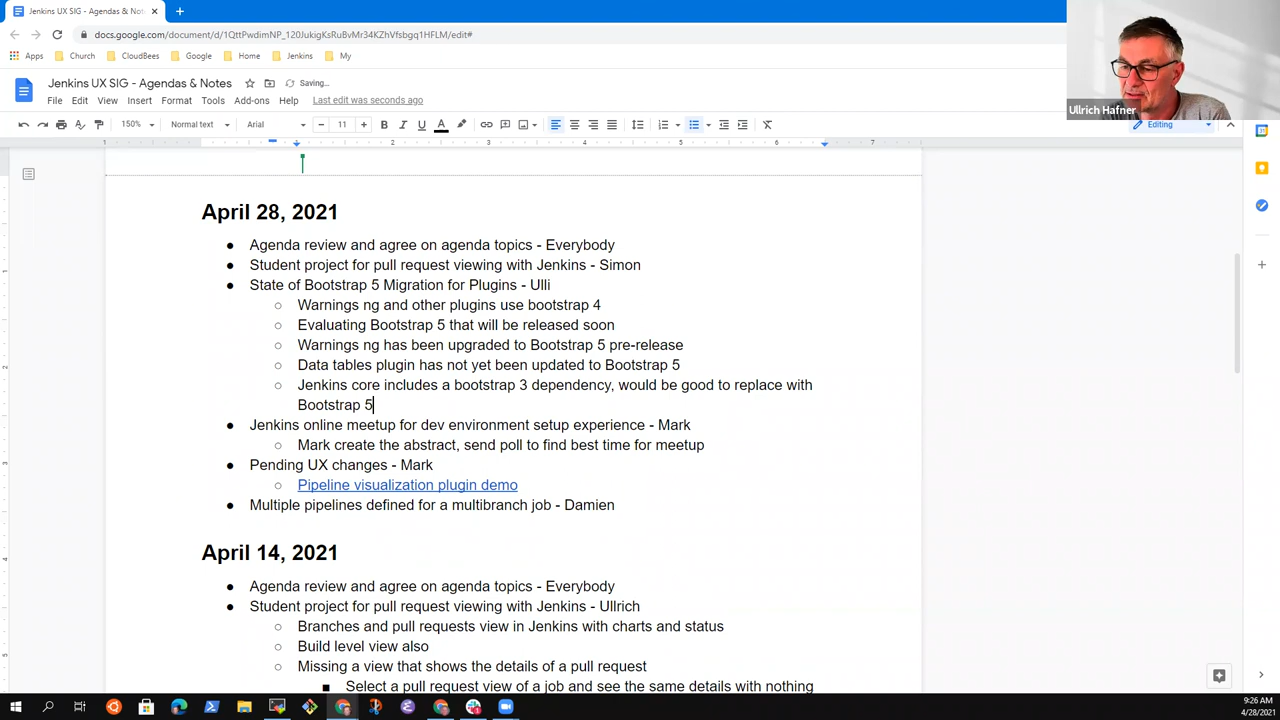 Jenkins UX SIG - Agendas & Not
docs.google.com/document/d/1QttPwdimNP_120JukigKsRuBvMr34KZhVfsbgq1HFLM/edit#
Apps Church CloudBees Google Home Jenkins My
Jenkins UX SIG - Agendas & Notes Saving...
File Edit View Insert Format Tools Add-ons Help Last edit was seconds ago
Ullrich Hafner
150% Normal text Arial 11 Editing
1 1 2 3 4 5 6 7
April 28, 2021
● Agenda review and agree on agenda topics - Everybody
● Student project for pull request viewing with Jenkins - Simon
● State of Bootstrap 5 Migration for Plugins - Ulli
○ Warnings ng and other plugins use bootstrap 4
○ Evaluating Bootstrap 5 that will be released soon
○ Warnings ng has been upgraded to Bootstrap 5 pre-release
○ Data tables plugin has not yet been updated to Bootstrap 5
○ Jenkins core includes a bootstrap 3 dependency, would be good to replace with
Bootstrap 5
● Jenkins online meetup for dev environment setup experience - Mark
○ Mark create the abstract, send poll to find best time for meetup
● Pending UX changes - Mark
○ Pipeline visualization plugin demo
● Multiple pipelines defined for a multibranch job - Damien
April 14, 2021
● Agenda review and agree on agenda topics - Everybody
● Student project for pull request viewing with Jenkins - Ullrich
○ Branches and pull requests view in Jenkins with charts and status
○ Build level view also
○ Missing a view that shows the details of a pull request
■ Select a pull request view of a job and see the same details with nothing
9:26 AM
4/28/2021